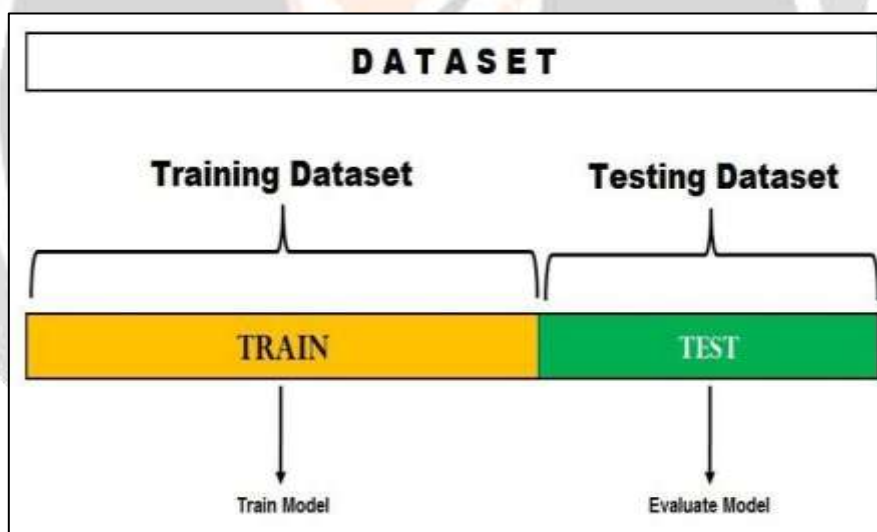 DATASET
Training Dataset
Testing Dataset
TRAIN
TEST
Train Model
Evaluate Model